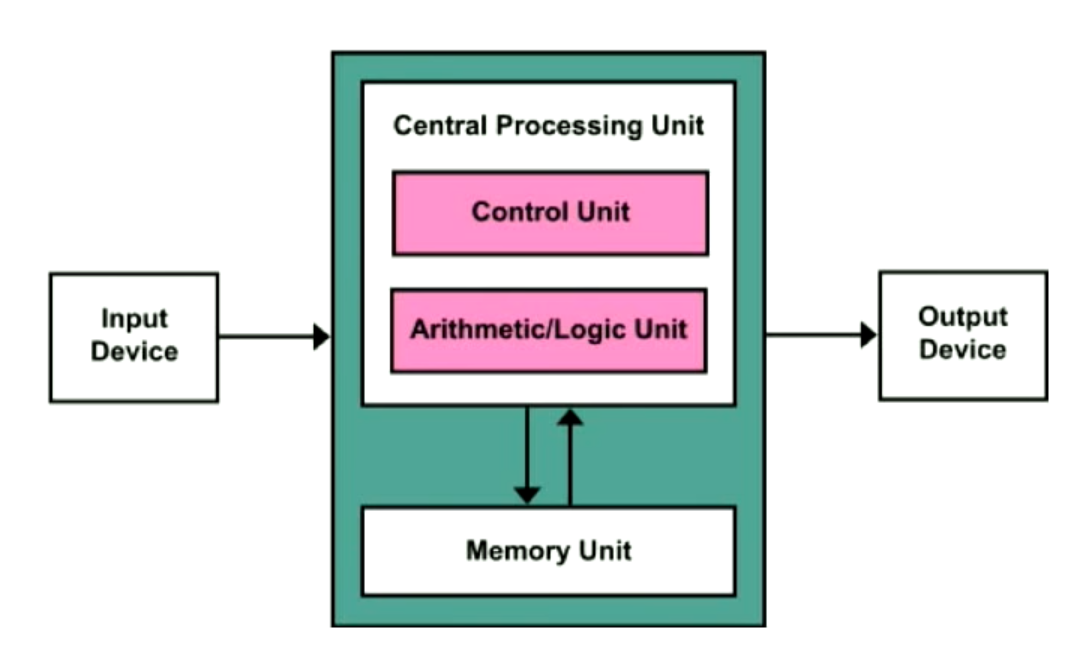 Central Processing Unit
Control Unit
Arithmetic/Logic Unit
Input
Device
Output
Device
Memory Unit